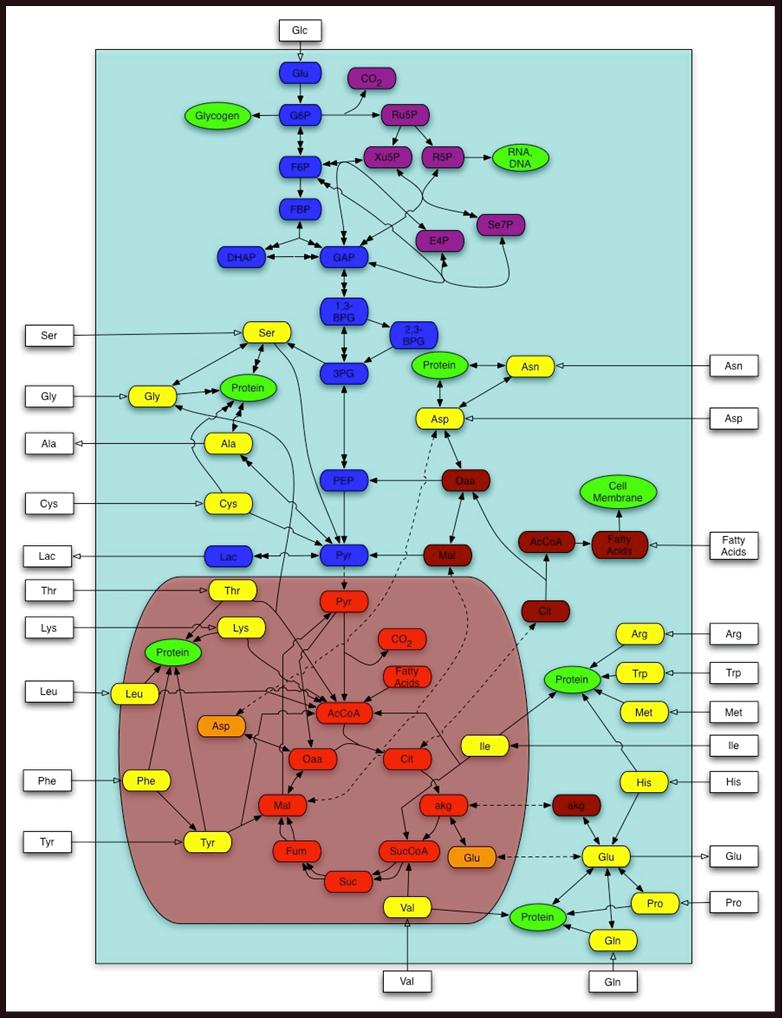 Glc
Glu
CO2
Glycogen
G6P
Ru5P
F6P
Xu5P
R5P
RNA,
DNA
FBP
Se7P
E4P
DHAP
GAP
1,3-
BPG
2,3-
BPG
Ser
Ser
3PG
Protein
Asn
Asn
Gly
Gly
Protein
Asp
Asp
Ala
Ala
PEP
Oaa
Cell
Membrane
Cys
Cys
Lac
Lac
Pyr
Mal
AcCoA
Fatty
Acids
Fatty
Acids
Thr
Thr
Pyr
Cit
Lys
Lys
CO2
Arg
Arg
Protein
Fatty
Acids
Protein
Trp
Trp
Leu
Leu
AcCoA
Met
Met
Asp
Oaa
Cit
Ile
Ile
Phe
Phe
His
His
Mal
akg
akg
Tyr
Tyr
Fum
SucCoA
Glu
Glu
Glu
Suc
Val
Protein
Pro
Pro
Gln
Val
Gln